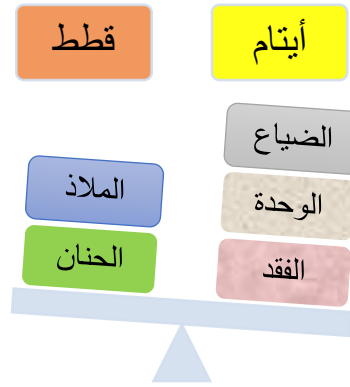 أيتام
قطط
الضياع
الملاذ
الوحدة
الحنان
الفقد